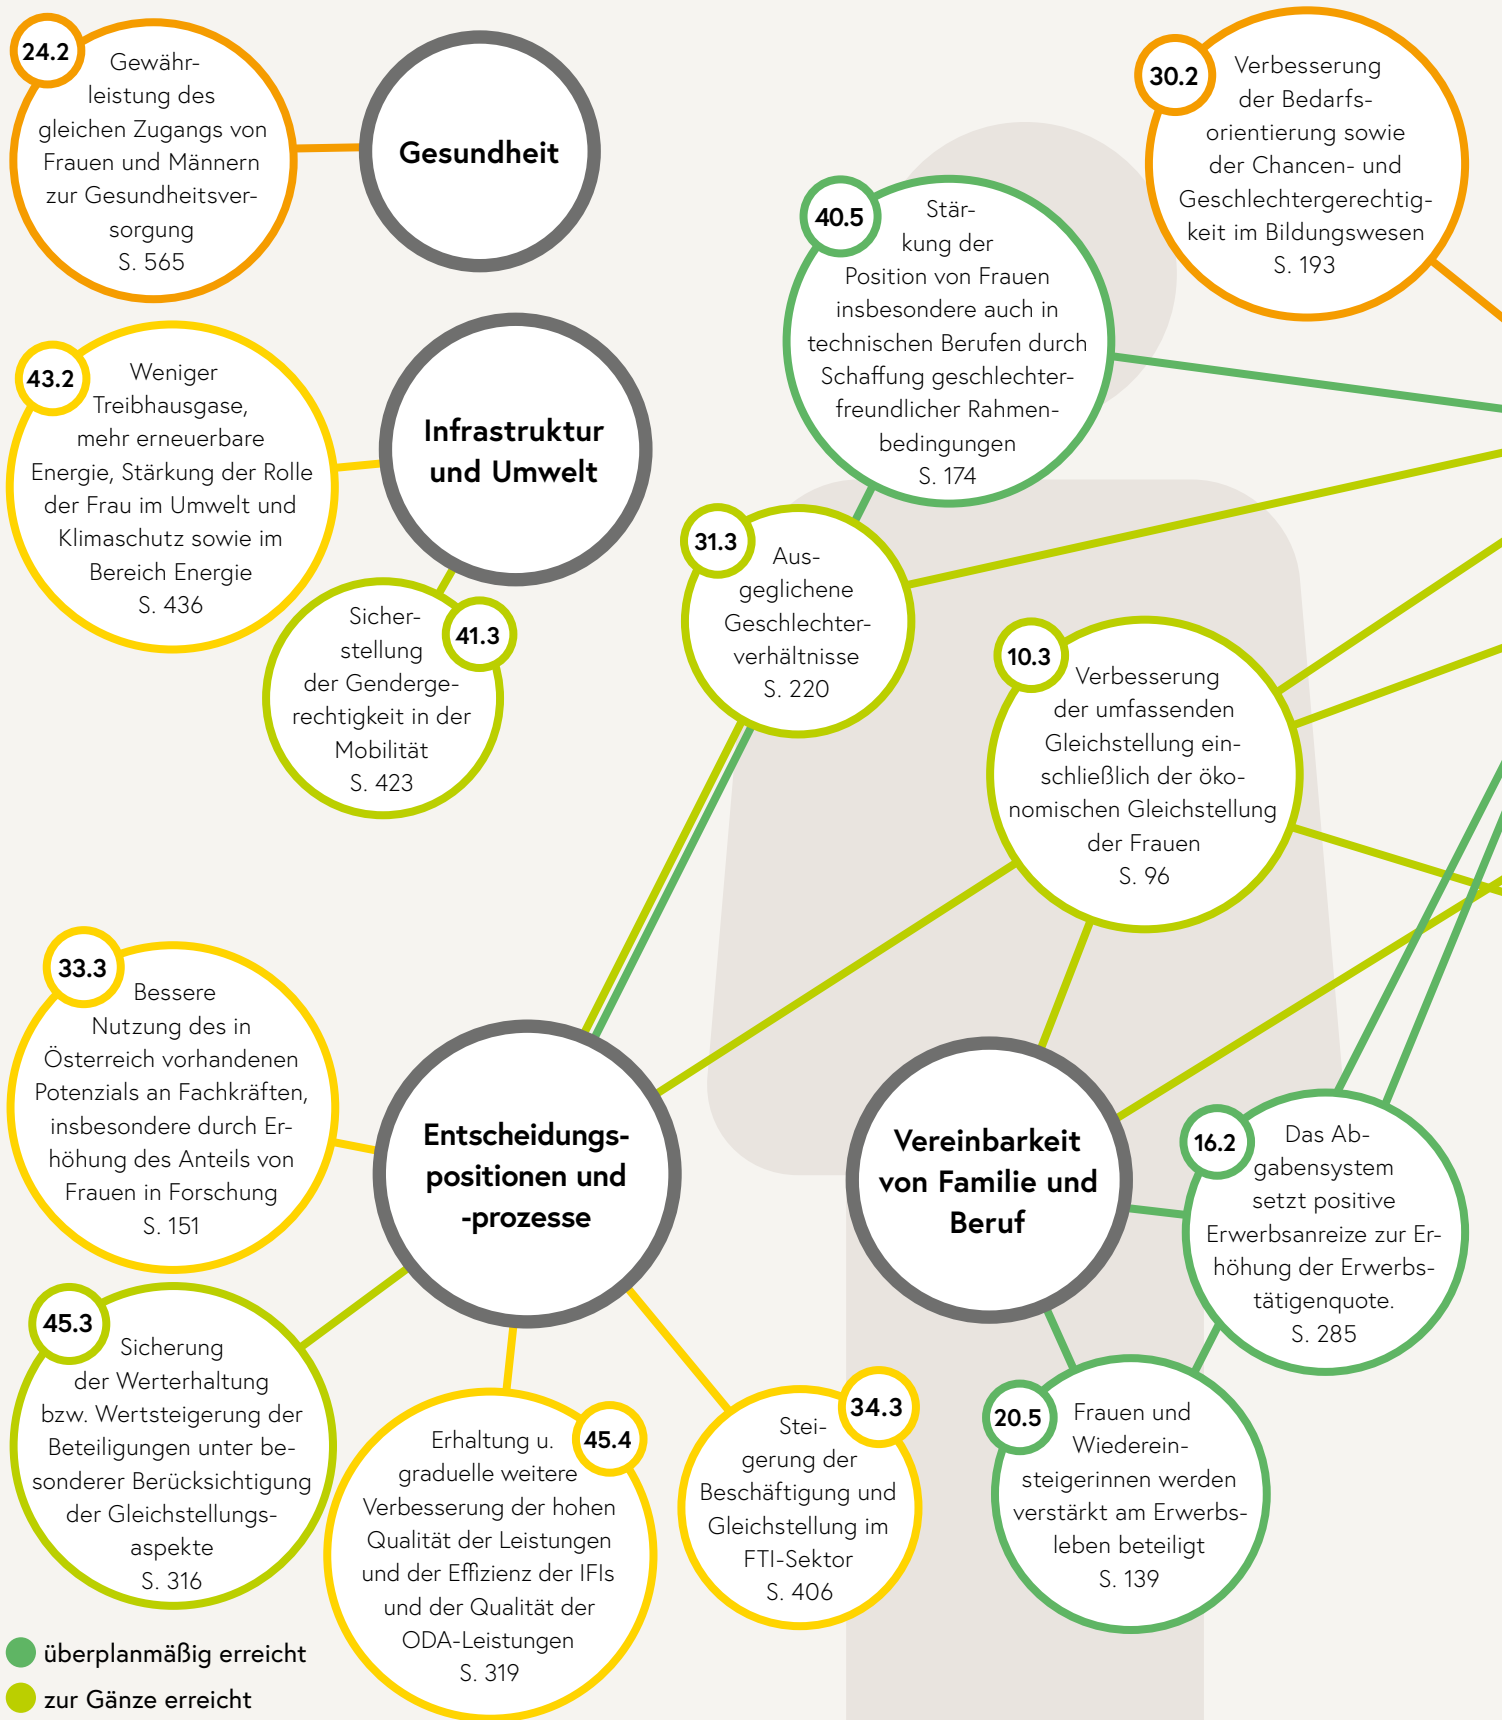 24.2
Gewähr-
leistung des
gleichen Zugangs von
Frauen und Männern
zur Gesundheitsver-
sorgung
S. 565
Gesundheit
30.2
Verbesserung
der Bedarfs-
orientierung sowie
der Chancen- und
Geschlechtergerechtig-
keit im Bildungswesen
S. 193
40.5
Stär-
kung der
Position von Frauen
insbesondere auch in
technischen Berufen durch
Schaffung geschlechter-
freundlicher Rahmen-
bedingungen
S. 174
43.2
Weniger
Treibhausgase,
mehr erneuerbare
Energie, Stärkung der Rolle
der Frau im Umwelt und
Klimaschutz sowie im
Bereich Energie
S. 436
Infrastruktur
und Umwelt
41.3
Sicher-
stellung
der Genderge-
rechtigkeit in der
Mobilität
S. 423
31.3
Aus-
geglichene
Geschlechter-
verhältnisse
S. 220
10.3
Verbesserung
der umfassenden
Gleichstellung ein-
schließlich der öko-
nomischen Gleichstellung
der Frauen
S. 96
33.3
Bessere
Nutzung des in
Österreich vorhandenen
Potenzials an Fachkräften,
insbesondere durch Er-
höhung des Anteils von
Frauen in Forschung
S. 151
Entscheidungs-
positionen und
-prozesse
Vereinbarkeit
von Familie und
Beruf
16.2
Das Ab-
gabensystem
setzt positive
Erwerbsanreize zur Er-
höhung der Erwerbs-
tätigenquote.
S. 285
45.3
Sicherung
der Werterhaltung
bzw. Wertsteigerung der
Beteiligungen unter be-
sonderer Berücksichtigung
der Gleichstellungs-
aspekte
S. 316
45.4
Erhaltung u.
graduelle weitere
Verbesserung der hohen
Qualität der Leistungen
und der Effizienz der IFIs
und der Qualität der
ODA-Leistungen
S. 319
34.3
Stei-
gerung der
Beschäftigung und
Gleichstellung im
FTI-Sektor
S. 406
20.5
Frauen und
Wiederein-
steigerinnen werden
verstärkt am Erwerbs-
leben beteiligt
S. 139
überplanmäßig erreicht
zur Gänze erreicht